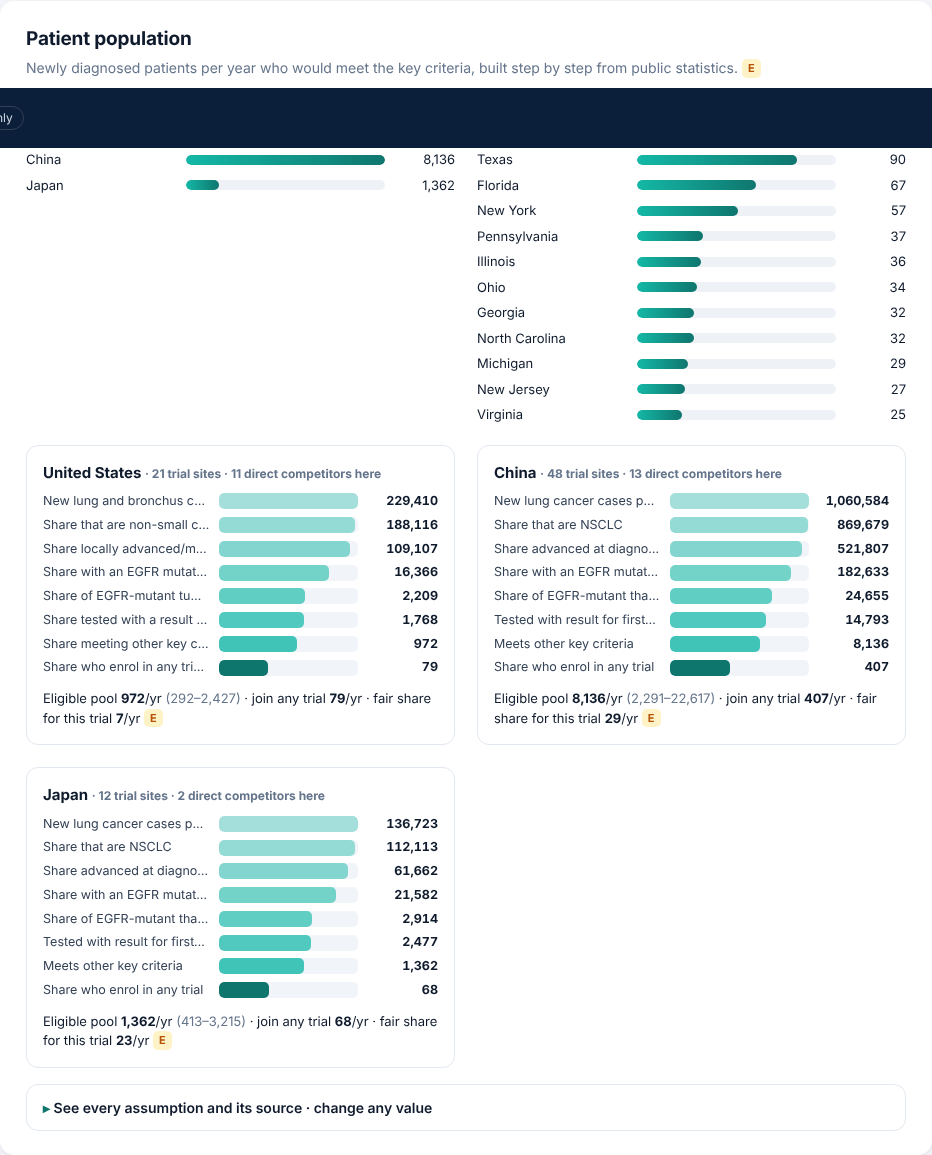 Patient population
Newly diagnosed patients per year who would meet the key criteria, built step by step from public statistics. E
China 8,136
Japan 1,362
Texas 90
Florida 67
New York 57
Pennsylvania 37
Illinois 36
Ohio 34
Georgia 32
North Carolina 32
Michigan 29
New Jersey 27
Virginia 25
United States · 21 trial sites · 11 direct competitors here
New lung and bronchus c... 229,410
Share that are non-small c... 188,116
Share locally advanced/m... 109,107
Share with an EGFR mutat... 16,366
Share of EGFR-mutant tu... 2,209
Share tested with a result ... 1,768
Share meeting other key c... 972
Share who enrol in any tri... 79
Eligible pool 972/yr (292–2,427) · join any trial 79/yr · fair share
for this trial 7/yr E
China · 48 trial sites · 13 direct competitors here
New lung cancer cases p... 1,060,584
Share that are NSCLC 869,679
Share advanced at diagno... 521,807
Share with an EGFR mutat... 182,633
Share of EGFR-mutant tha... 24,655
Tested with result for first... 14,793
Meets other key criteria 8,136
Share who enrol in any trial 407
Eligible pool 8,136/yr (2,291–22,617) · join any trial 407/yr · fair
share for this trial 29/yr E
Japan · 12 trial sites · 2 direct competitors here
New lung cancer cases p... 136,723
Share that are NSCLC 112,113
Share advanced at diagno... 61,662
Share with an EGFR mutat... 21,582
Share of EGFR-mutant tha... 2,914
Tested with result for first... 2,477
Meets other key criteria 1,362
Share who enrol in any trial 68
Eligible pool 1,362/yr (413–3,215) · join any trial 68/yr · fair share
for this trial 23/yr E
▸ See every assumption and its source · change any value